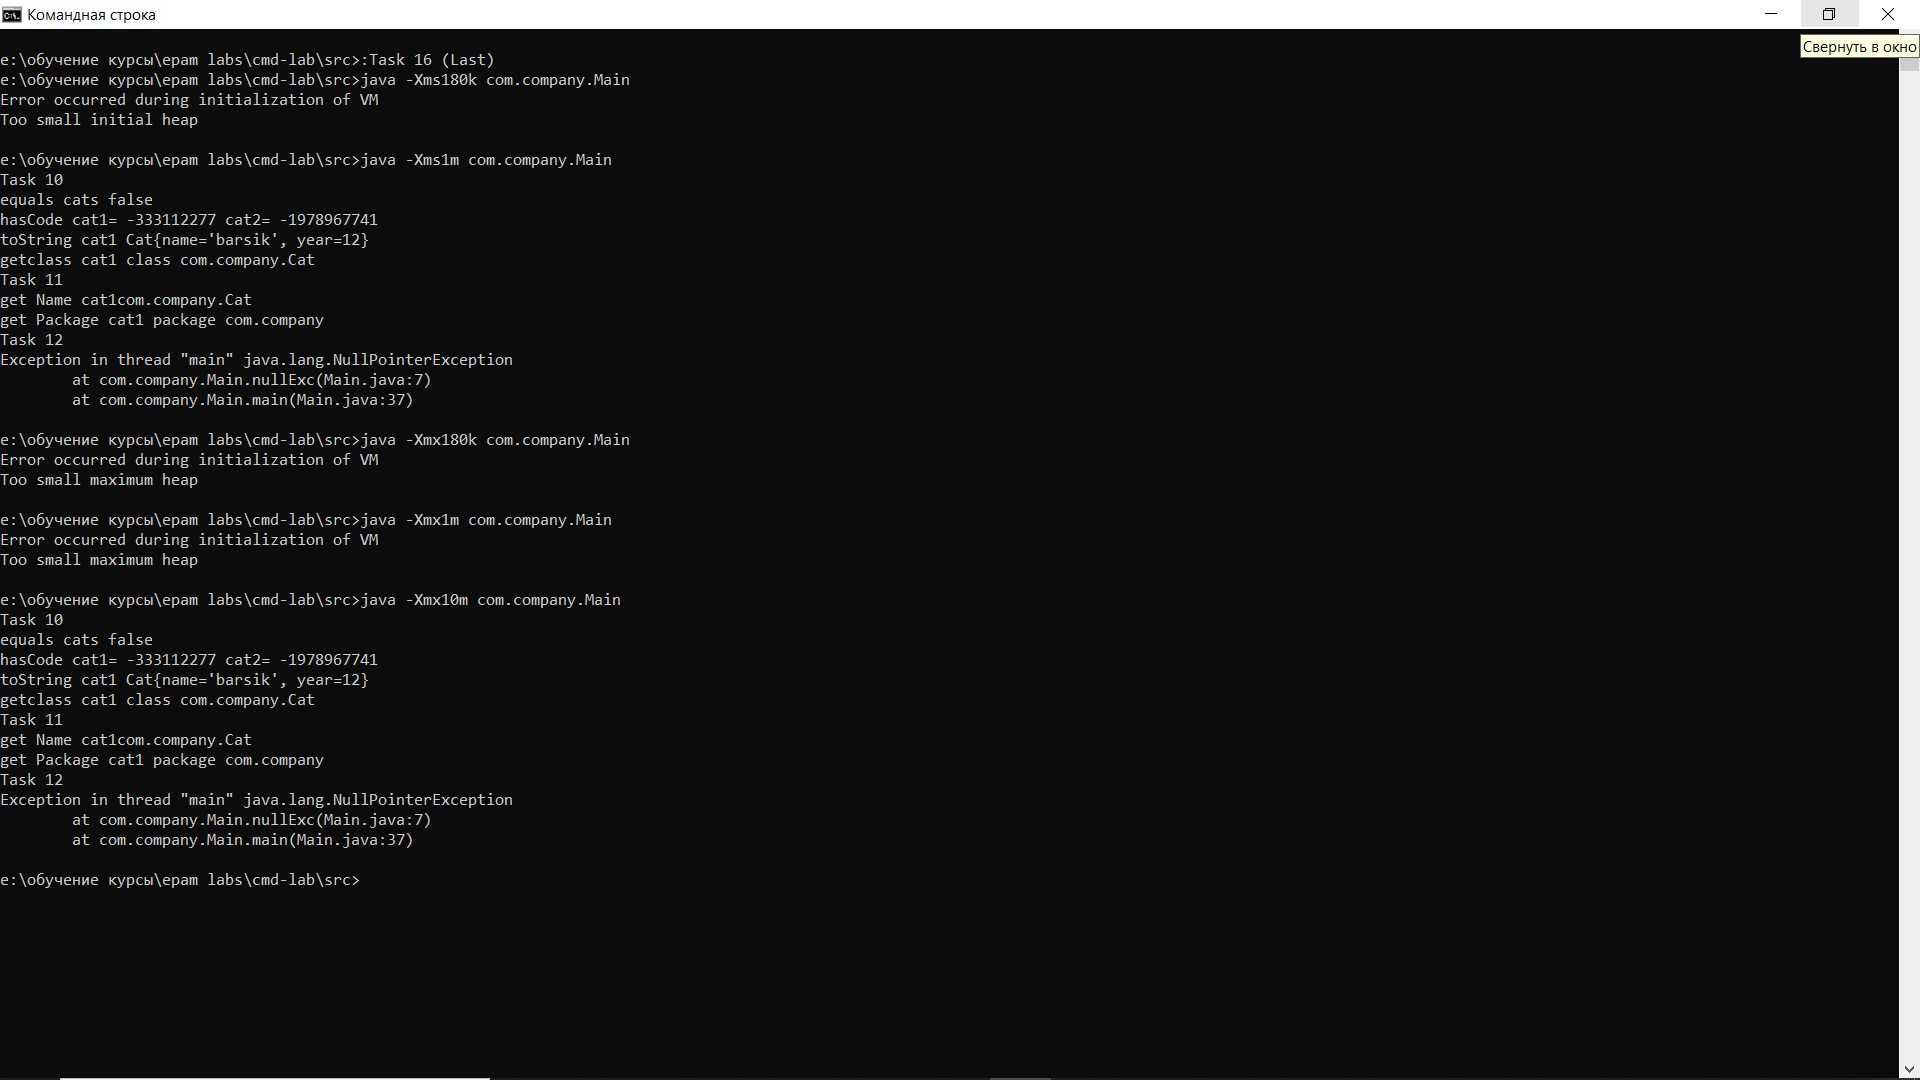 Командная строка
Свернуть в окно
e:\обучение курсы\epam labs\cmd-lab\src>:Task 16 (Last)
e:\обучение курсы\epam labs\cmd-lab\src>java -Xms180k com.company.Main
Error occurred during initialization of VM
Too small initial heap
e:\обучение курсы\epam labs\cmd-lab\src>java -Xms1m com.company.Main
Task 10
equals cats false
hasCode cat1= -333112277 cat2= -1978967741
toString cat1 Cat{name='barsik', year=12}
getclass cat1 class com.company.Cat
Task 11
get Name cat1com.company.Cat
get Package cat1 package com.company
Task 12
Exception in thread "main" java.lang.NullPointerException
        at com.company.Main.nullExc(Main.java:7)
        at com.company.Main.main(Main.java:37)
e:\обучение курсы\epam labs\cmd-lab\src>java -Xmx180k com.company.Main
Error occurred during initialization of VM
Too small maximum heap
e:\обучение курсы\epam labs\cmd-lab\src>java -Xmx1m com.company.Main
Error occurred during initialization of VM
Too small maximum heap
e:\обучение курсы\epam labs\cmd-lab\src>java -Xmx10m com.company.Main
Task 10
equals cats false
hasCode cat1= -333112277 cat2= -1978967741
toString cat1 Cat{name='barsik', year=12}
getclass cat1 class com.company.Cat
Task 11
get Name cat1com.company.Cat
get Package cat1 package com.company
Task 12
Exception in thread "main" java.lang.NullPointerException
        at com.company.Main.nullExc(Main.java:7)
        at com.company.Main.main(Main.java:37)
e:\обучение курсы\epam labs\cmd-lab\src>